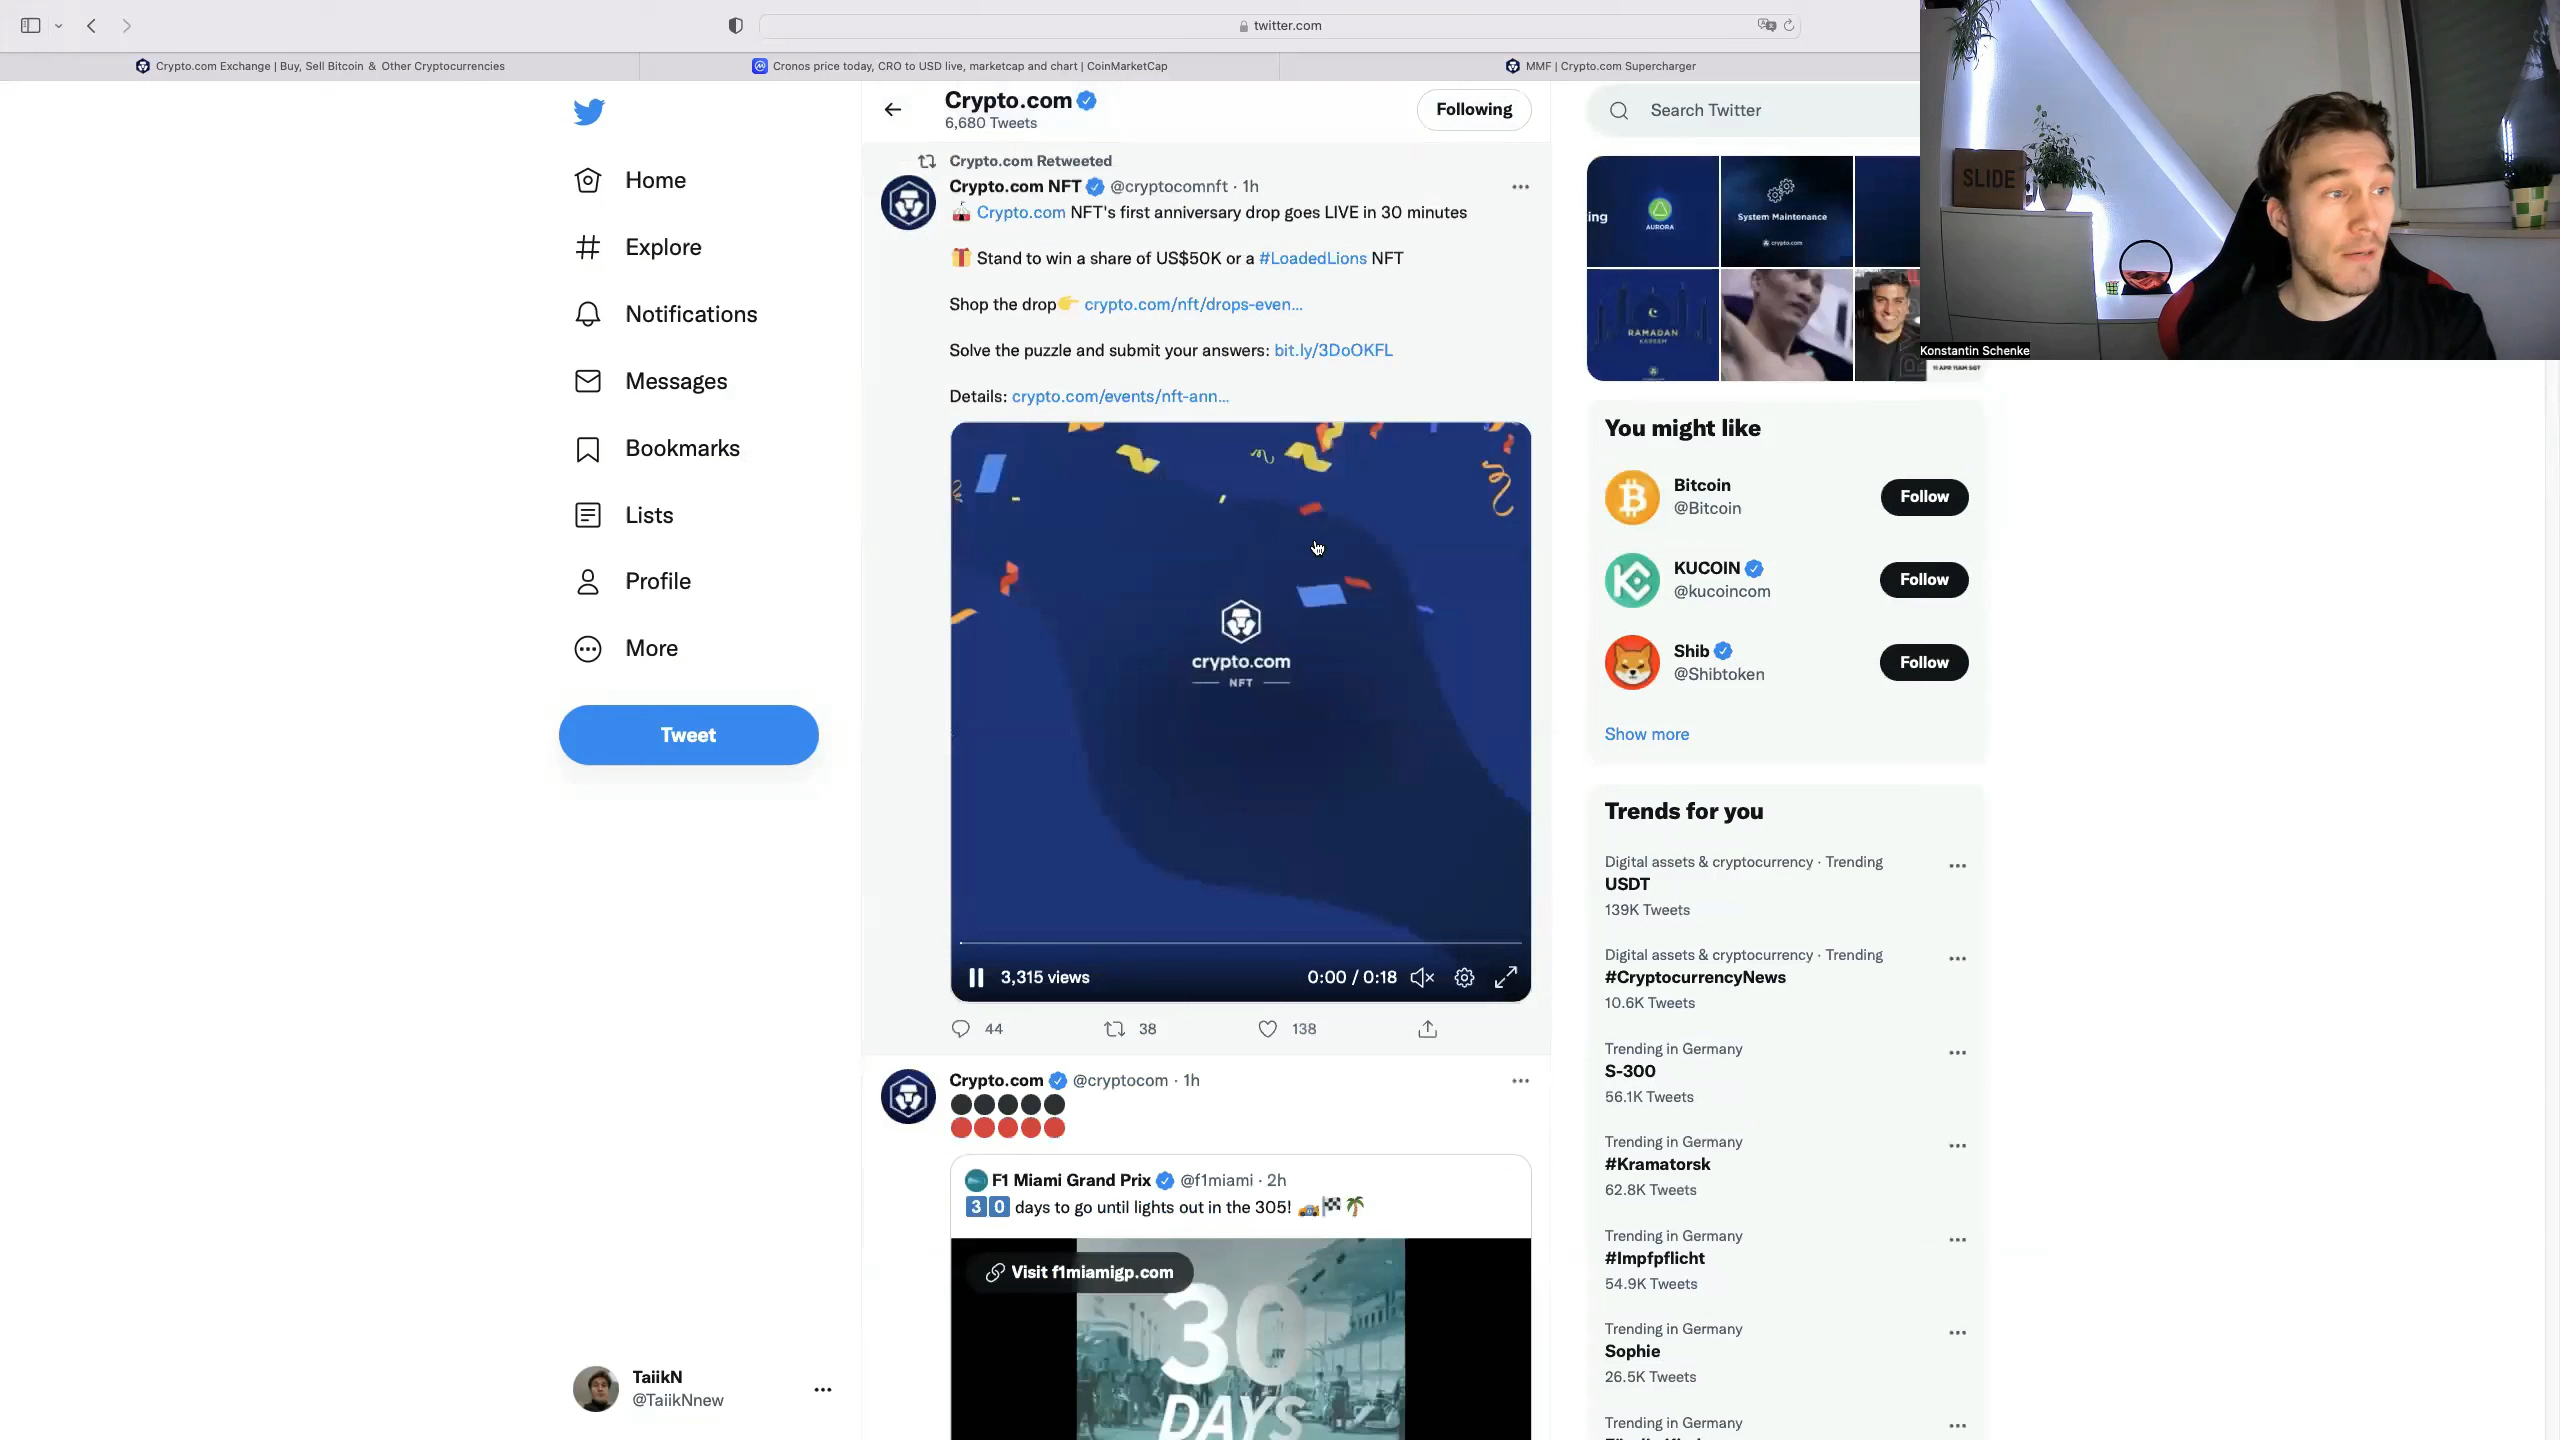 twitter.com
Crypto.com Exchange | Buy, Sell Bitcoin & Other Cryptocurrencies
Cronos price today, CRO to USD live, marketcap and chart | CoinMarketCap
MMF | Crypto.com Supercharger
Home
Explore
Notifications
Messages
Bookmarks
Lists
Profile
More
Tweet
TaiikN
@TaiikNnew
Crypto.com
6,680 Tweets
Following
Crypto.com Retweeted
Crypto.com NFT @cryptocomnft · 1h
Crypto.com NFT's first anniversary drop goes LIVE in 30 minutes
Stand to win a share of US$50K or a #LoadedLions NFT
Shop the drop👉 crypto.com/nft/drops-even...
Solve the puzzle and submit your answers: bit.ly/3DoOKFL
Details: crypto.com/events/nft-ann...
crypto.com
NFT
3,315 views
0:00 / 0:18
44
38
138
Crypto.com @cryptocom · 1h
F1 Miami Grand Prix @f1miami · 2h
30 days to go until lights out in the 305!
Visit f1miamigp.com
30
DAYS
Search Twitter
ing
AURORA
System Maintenance
crypto.com
RAMADAN
KAREEM
11 APR 11AM SGT
SLIDE
Konstantin Schenke
You might like
Bitcoin
@Bitcoin
Follow
KUCOIN
@kucoincom
Follow
Shib
@Shibtoken
Follow
Show more
Trends for you
Digital assets & cryptocurrency · Trending
USDT
139K Tweets
Digital assets & cryptocurrency · Trending
#CryptocurrencyNews
10.6K Tweets
Trending in Germany
S-300
56.1K Tweets
Trending in Germany
#Kramatorsk
62.8K Tweets
Trending in Germany
#Impfpflicht
54.9K Tweets
Trending in Germany
Sophie
26.5K Tweets
Trending in Germany